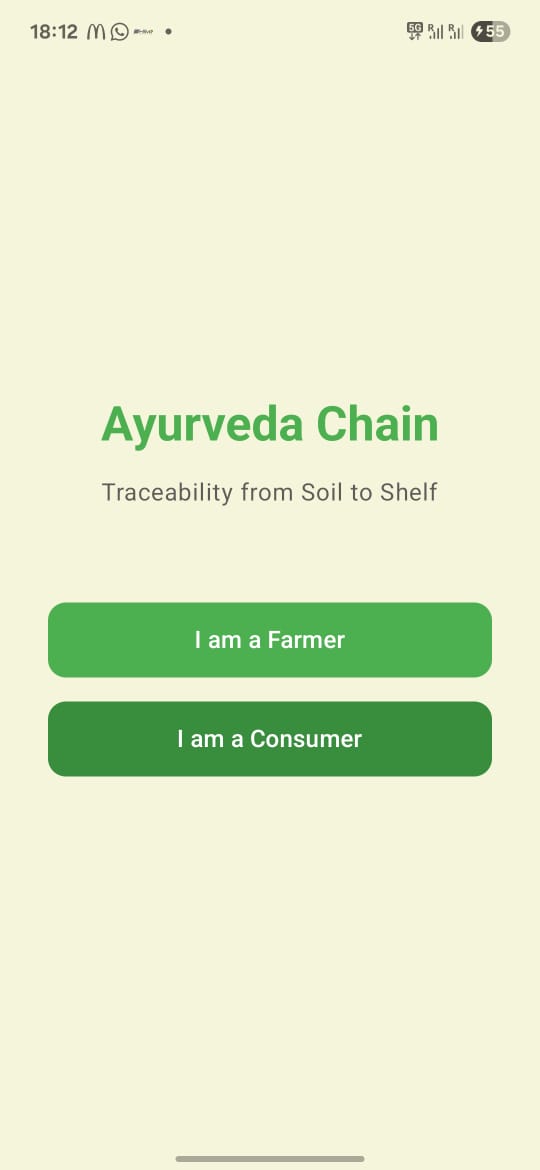 18:12 5G R R 55
Ayurveda Chain
Traceability from Soil to Shelf
I am a Farmer
I am a Consumer